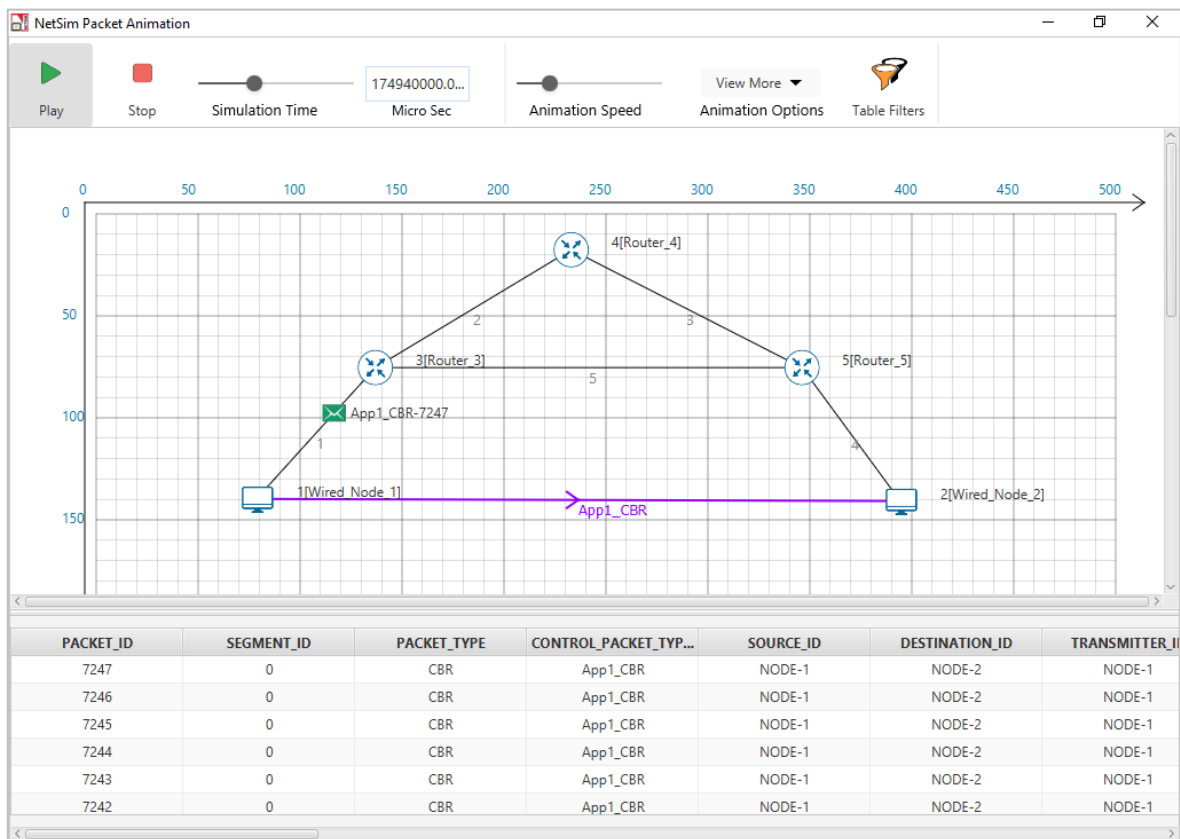 NetSim Packet Animation
Play
Stop
Simulation Time
174940000.0...
Micro Sec
Animation Speed
View More
Animation Options
Table Filters
0 50 100 150 200 250 300 350 400 450 500
0
4[Router_4]
50
2
3
3[Router_3]
5[Router_5]
5
100
App1_CBR-7247
1
4
1[Wired_Node_1]
2[Wired_Node_2]
App1_CBR
150
PACKET_ID SEGMENT_ID PACKET_TYPE CONTROL_PACKET_TYP... SOURCE_ID DESTINATION_ID TRANSMITTER_I
7247 0 CBR App1_CBR NODE-1 NODE-2 NODE-1
7246 0 CBR App1_CBR NODE-1 NODE-2 NODE-1
7245 0 CBR App1_CBR NODE-1 NODE-2 NODE-1
7244 0 CBR App1_CBR NODE-1 NODE-2 NODE-1
7243 0 CBR App1_CBR NODE-1 NODE-2 NODE-1
7242 0 CBR App1_CBR NODE-1 NODE-2 NODE-1